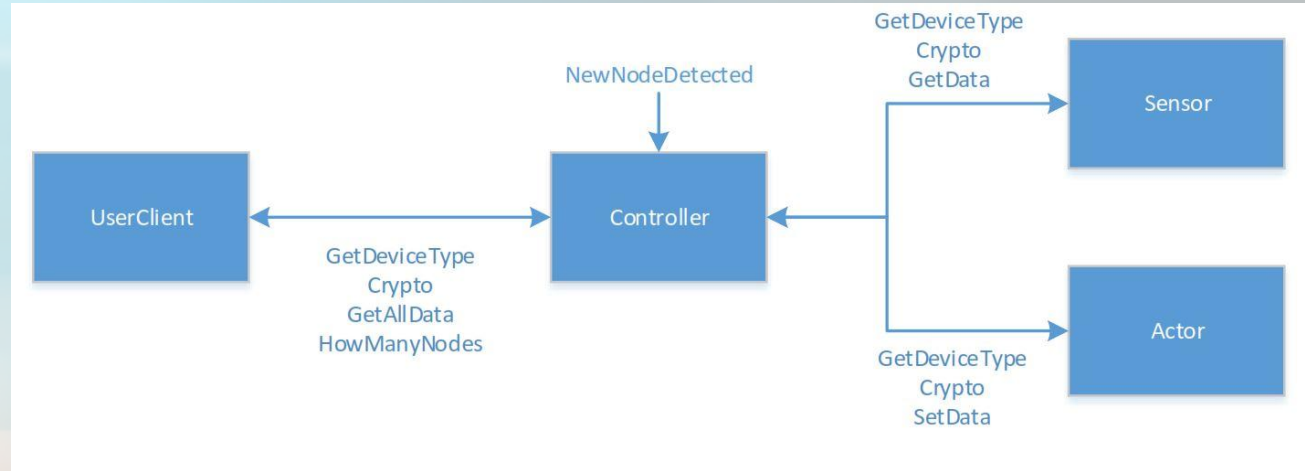 GetDeviceType
Crypto
GetData
NewNodeDetected
Sensor
UserClient
Controller
GetDeviceType
Crypto
GetAllData
HowManyNodes
Actor
GetDeviceType
Crypto
SetData